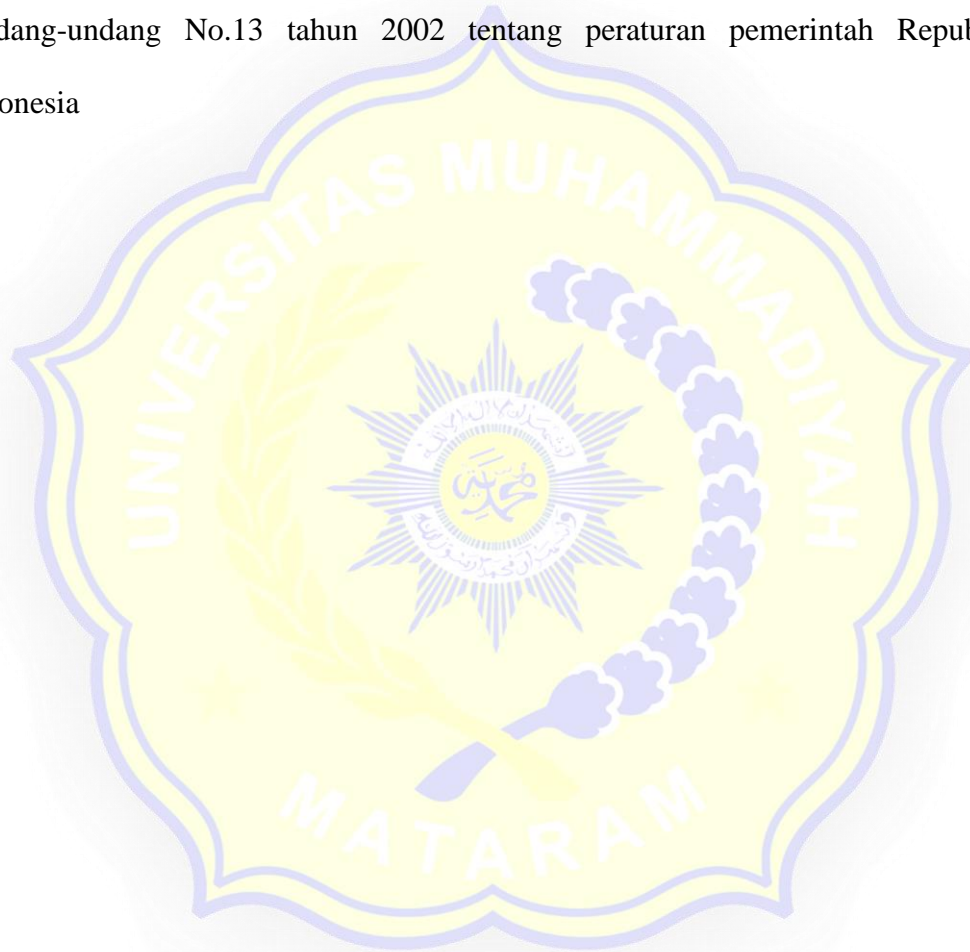 dang-undang No.13 tahun 2002 tentang peraturan pemerintah Repub
onesia
UNIVERSITAS MUHAMMADIYAH
MATARAM